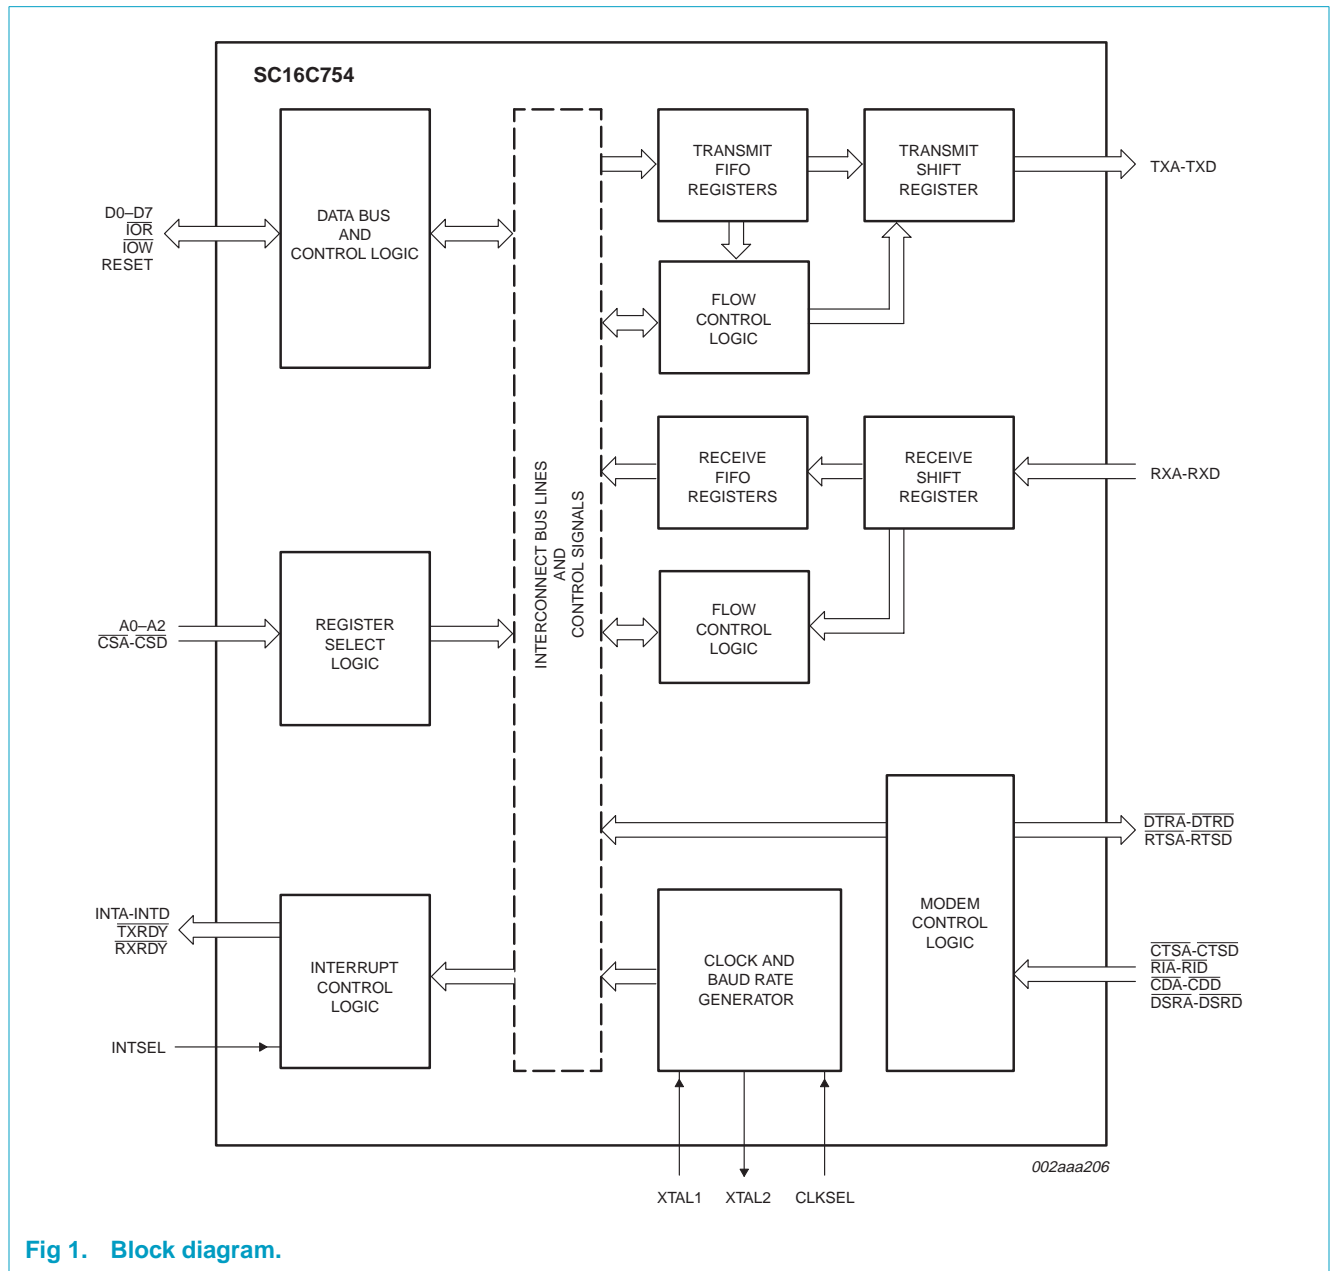 SC16C754
D0–D7
IOR
IOW
RESET
DATA BUS
AND
CONTROL LOGIC
TRANSMIT
FIFO
REGISTERS
TRANSMIT
SHIFT
REGISTER
TXA-TXD
FLOW
CONTROL
LOGIC
INTERCONNECT BUS LINES
AND
CONTROL SIGNALS
RECEIVE
FIFO
REGISTERS
RECEIVE
SHIFT
REGISTER
RXA-RXD
FLOW
CONTROL
LOGIC
A0–A2
CSA-CSD
REGISTER
SELECT
LOGIC
DTRA-DTRD
RTSA-RTSD
MODEM
CONTROL
LOGIC
CTSA-CTSD
RIA-RID
CDA-CDD
DSRA-DSRD
INTA-INTD
TXRDY
RXRDY
INTERRUPT
CONTROL
LOGIC
INTSEL
CLOCK AND
BAUD RATE
GENERATOR
XTAL1
XTAL2
CLKSEL
002aaa206
Fig 1. Block diagram.